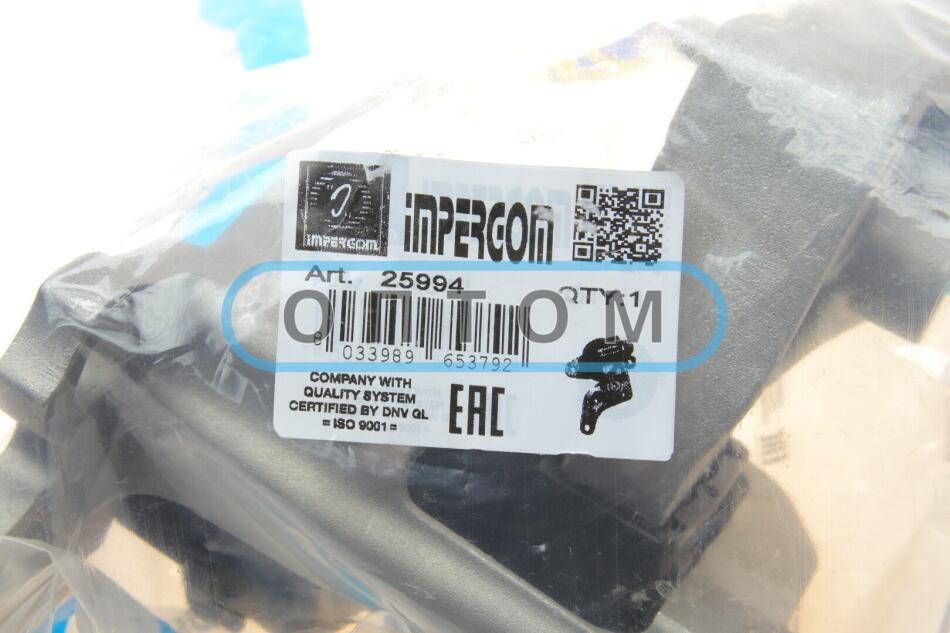 IMPERGOM
IMPERGOM
Art. 25994
QTY:1
ОПТОМ
8 033989 653792
COMPANY WITH
QUALITY SYSTEM
CERTIFIED BY DNV GL
= ISO 9001 =
EAC